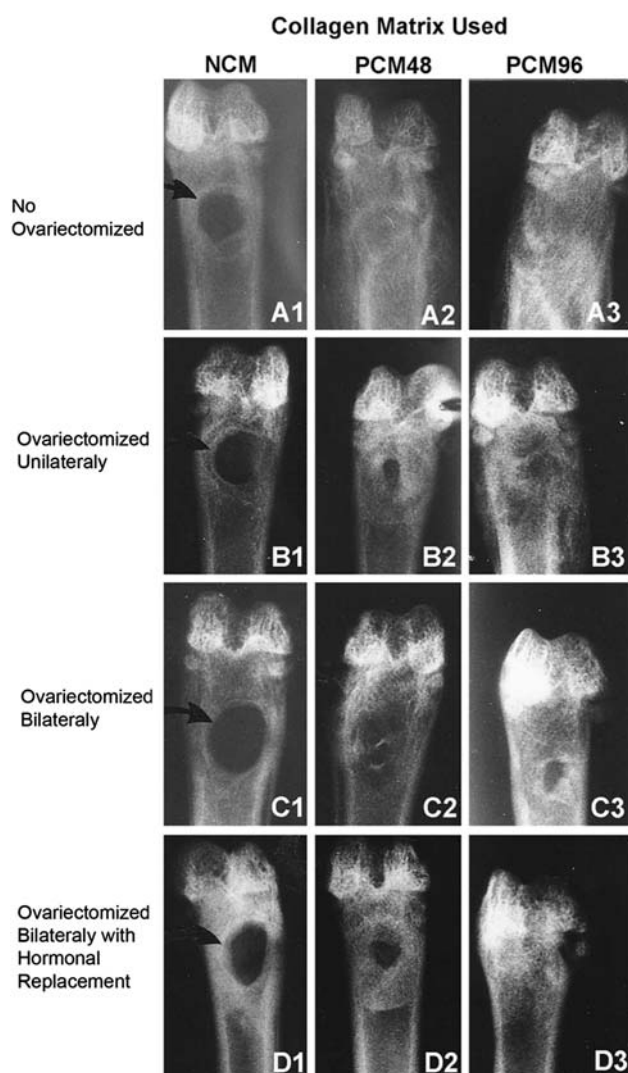 Collagen Matrix Used
NCM PCM48 PCM96
No
Ovariectomized
A1 A2 A3
Ovariectomized
Unilateraly
B1 B2 B3
Ovariectomized
Bilateraly
C1 C2 C3
Ovariectomized
Bilateraly with
Hormonal
Replacement
D1 D2 D3